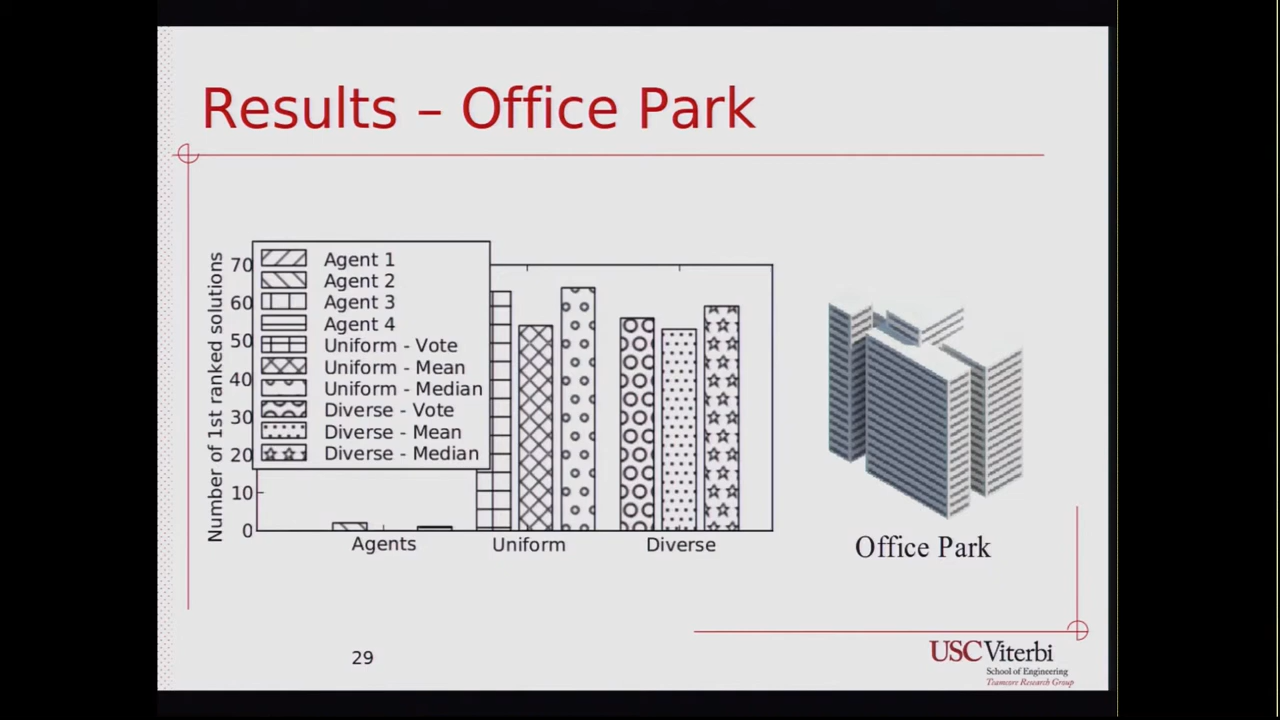 Results – Office Park
Number of 1st ranked solutions
70
60
50
40
30
20
10
0
Agent 1
Agent 2
Agent 3
Agent 4
Uniform - Vote
Uniform - Mean
Uniform - Median
Diverse - Vote
Diverse - Mean
Diverse - Median
Agents
Uniform
Diverse
Office Park
29
USC Viterbi
School of Engineering
Teamcore Research Group